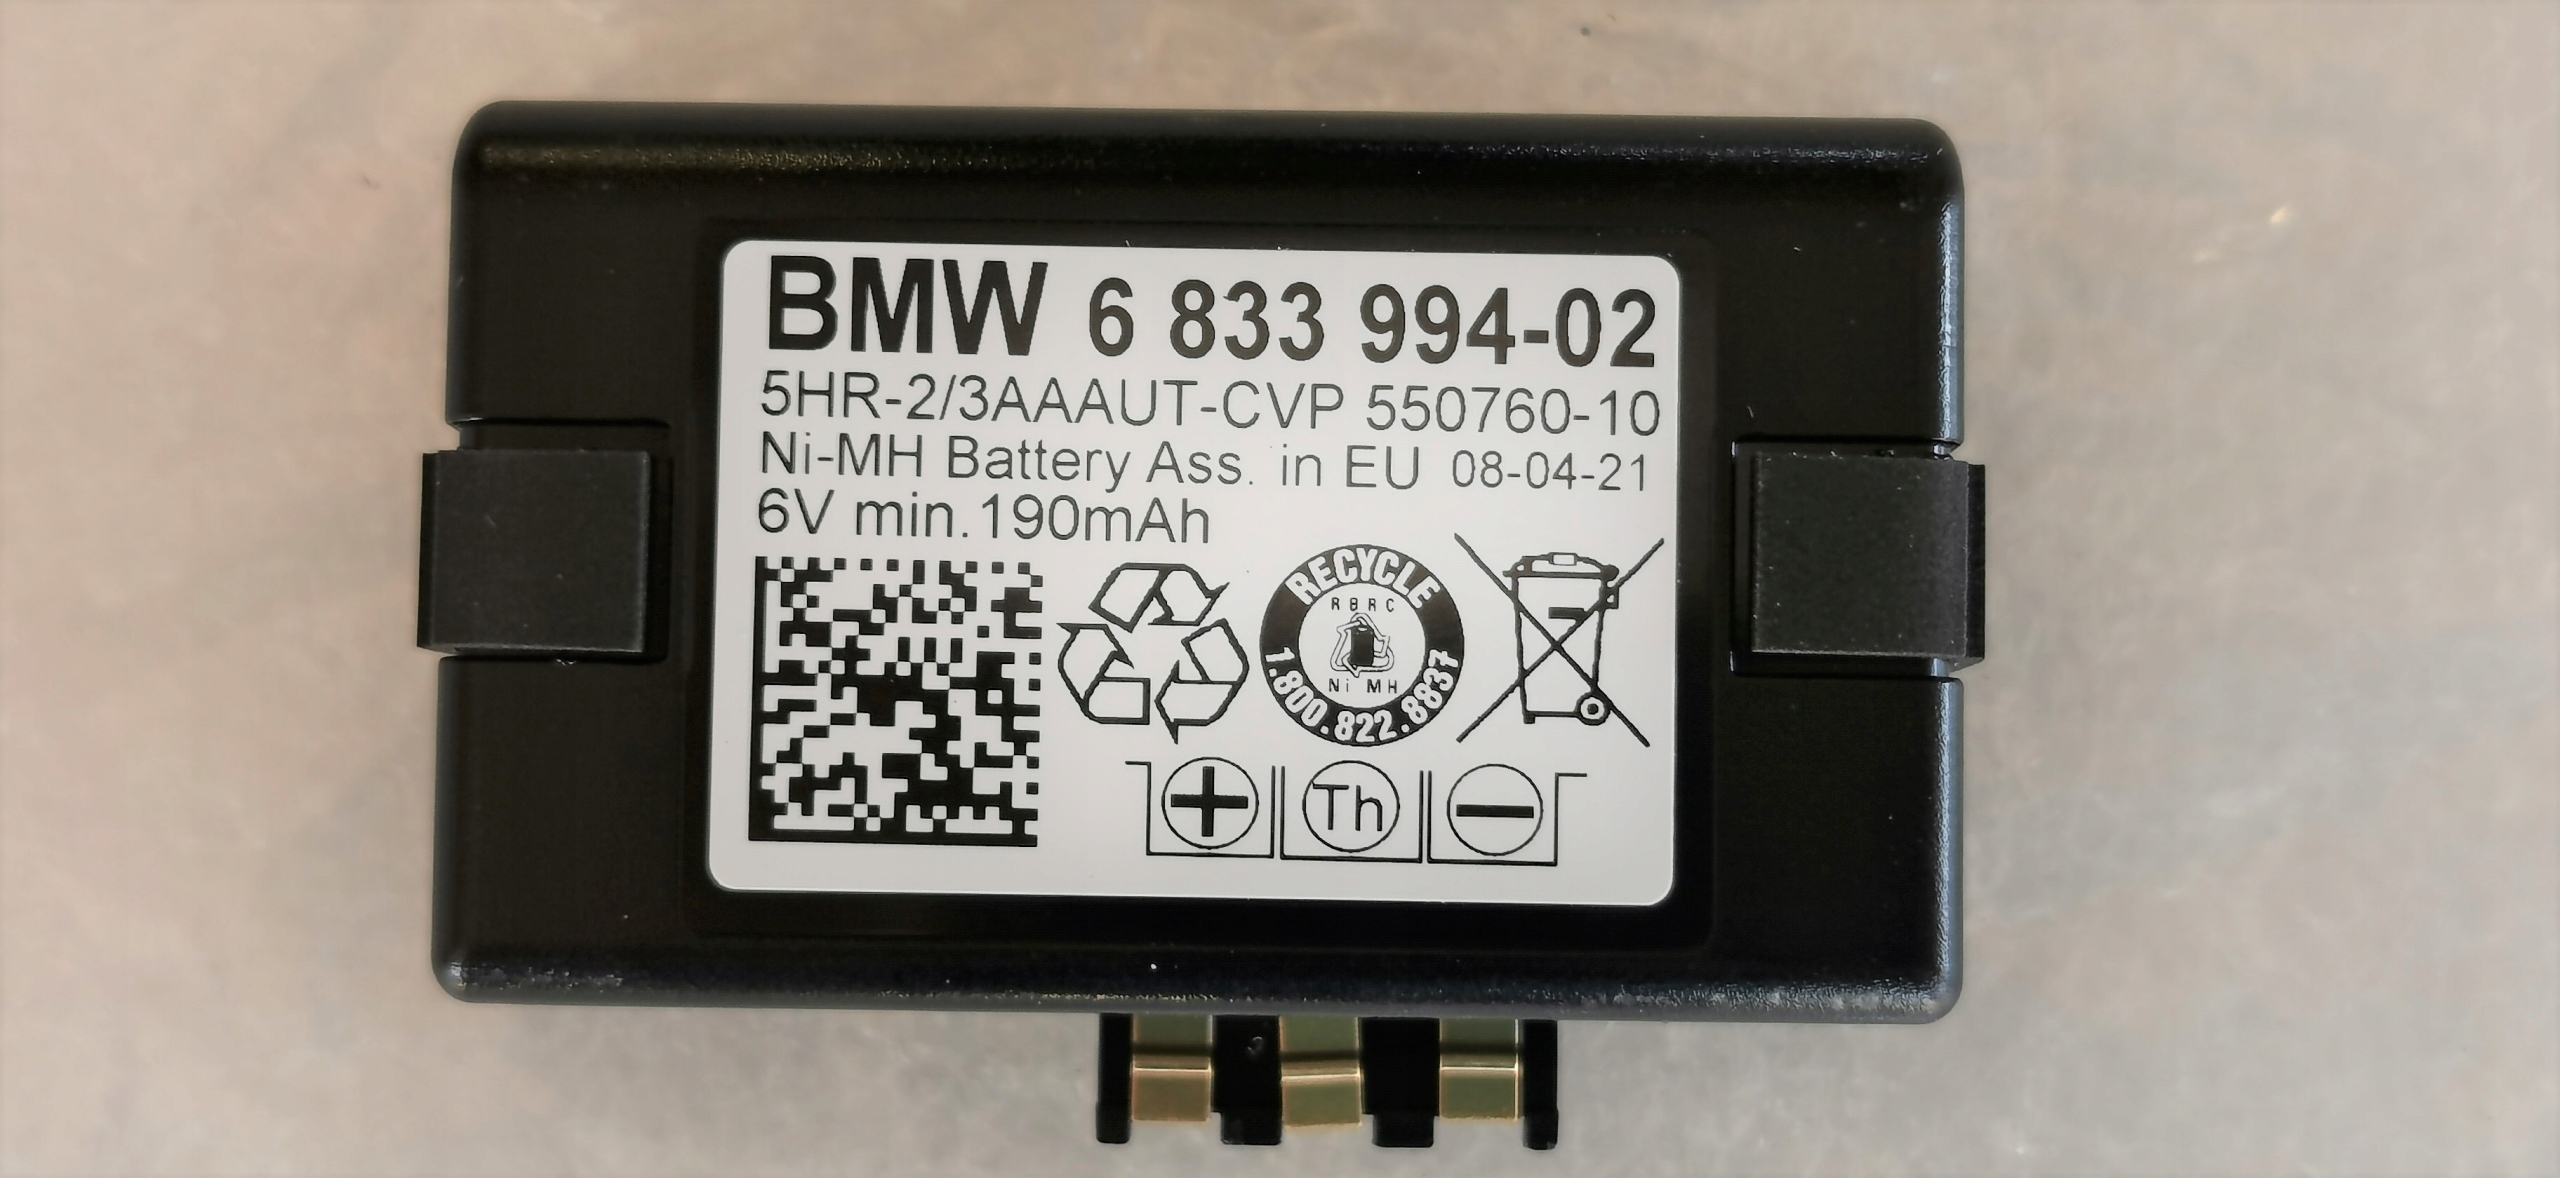 BMW 6 833 994-02
5HR-2/3AAAUT-CVP 550760-10
Ni-MH Battery Ass. in EU 08-04-21
6V min.190mAh
RECYCLE
RBRC
Ni MH
1.800.822.8837
+ Th −